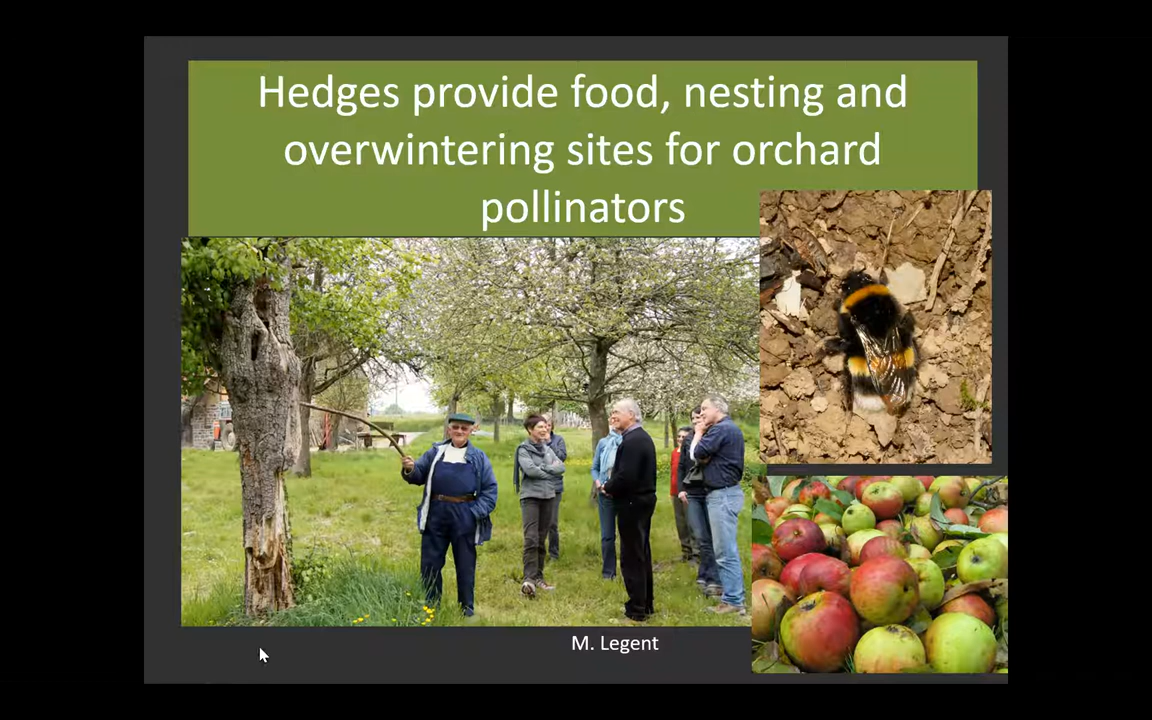 Hedges provide food, nesting and
overwintering sites for orchard
pollinators
M. Legent